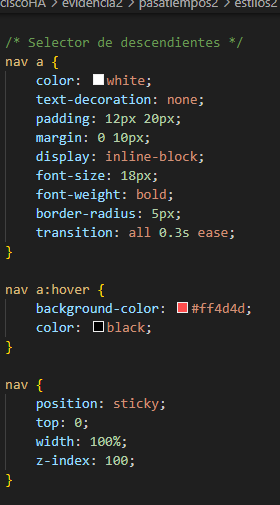 ciscoHA > evidencia2 > pasatiempos2 > estilos2
/* Selector de descendientes */
nav a {
    color: white;
    text-decoration: none;
    padding: 12px 20px;
    margin: 0 10px;
    display: inline-block;
    font-size: 18px;
    font-weight: bold;
    border-radius: 5px;
    transition: all 0.3s ease;
}
nav a:hover {
    background-color: #ff4d4d;
    color: black;
}
nav {
    position: sticky;
    top: 0;
    width: 100%;
    z-index: 100;
}